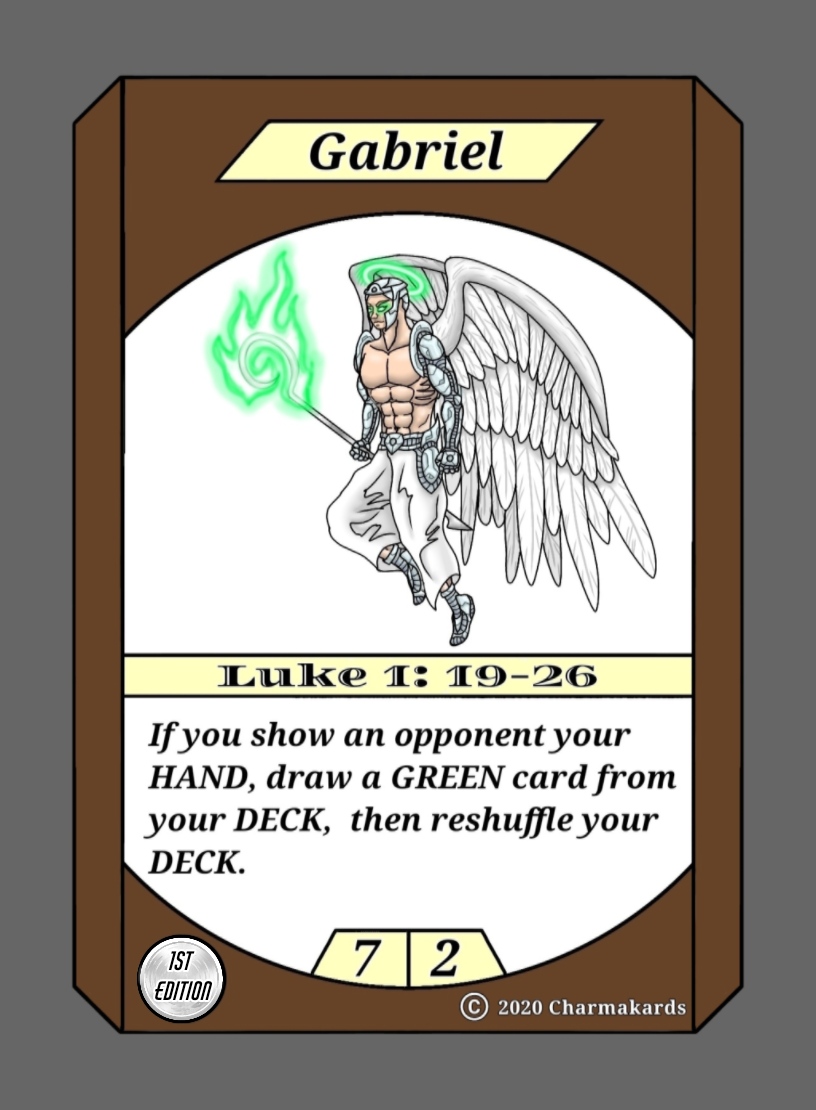 Gabriel
Luke 1: 19-26
If you show an opponent your
HAND, draw a GREEN card from
your DECK,  then reshuffle your
DECK.
7 2
1ST
EDITION
© 2020 Charmakards